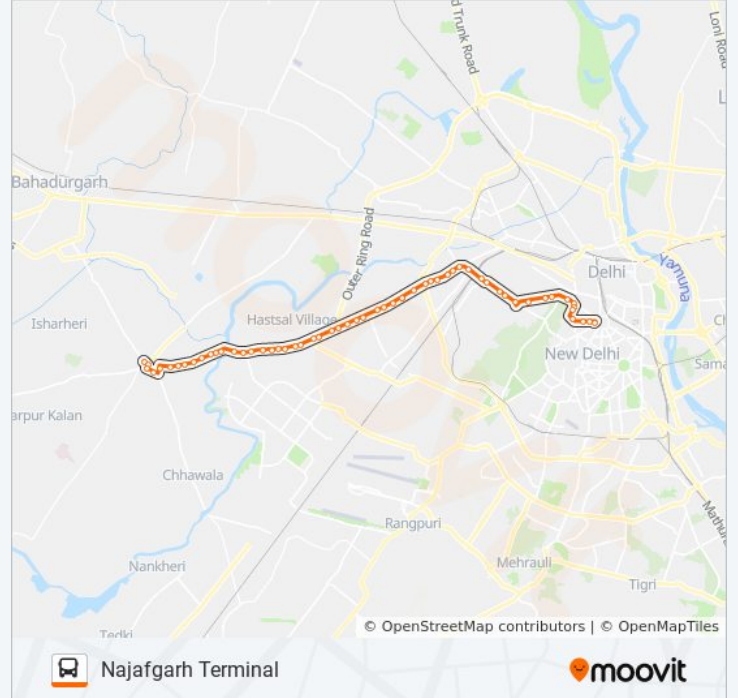 d Trunk Road
Loni Road
L
Bahadurgarh
Outer Ring Road
Delhi
Yamuna
Isharheri
Hastsal Village
Ch
New Delhi
Sama
arpur Kalan
Chhawala
Rangpuri
Mathura
Nankheri
Mehrauli
Tigri
Tedki
© OpenStreetMap contributors | © OpenMapTiles
Najafgarh Terminal
moovit